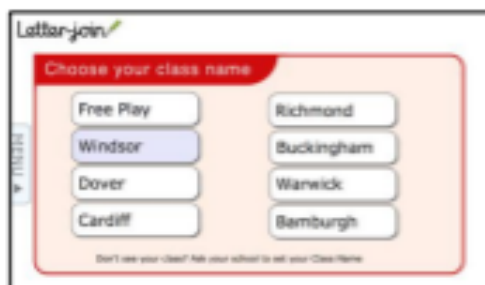 Letter-join
Choose your class name
Free Play
Richmond
Windsor
Buckingham
Dover
Warwick
Cardiff
Bamburgh
MENU
Don't see your class? Ask your school to set your Class Name